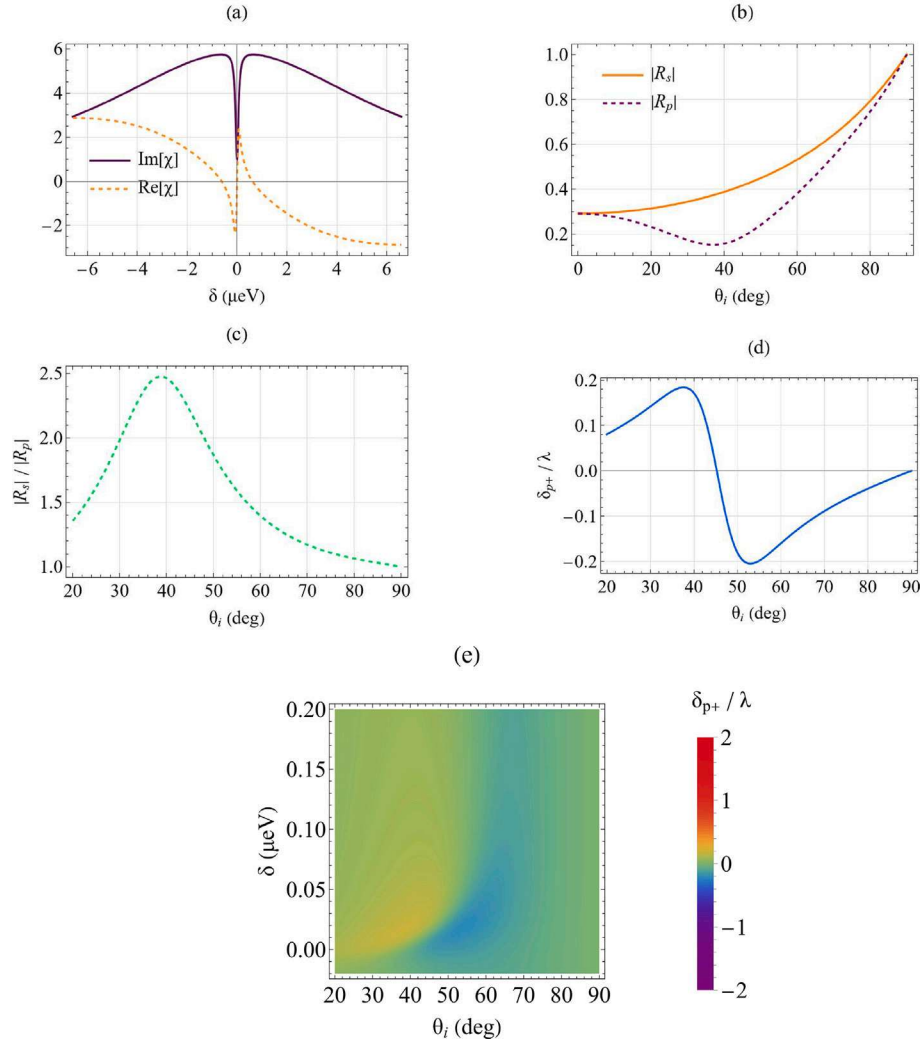 (a)
6
4
2
0
−2
Im[χ]
Re[χ]
−6 −4 −2 0 2 4 6
δ (μeV)
(b)
1.0
0.8
0.6
0.4
0.2
|Rs|
|Rp|
0 20 40 60 80
θi (deg)
(c)
|Rs| / |Rp|
2.5
2.0
1.5
1.0
20 30 40 50 60 70 80 90
θi (deg)
(d)
δp+ / λ
0.2
0.1
0.0
−0.1
−0.2
20 30 40 50 60 70 80 90
θi (deg)
(e)
δ (μeV)
0.20
0.15
0.10
0.05
0.00
20 30 40 50 60 70 80 90
θi (deg)
δp+ / λ
2
1
0
−1
−2